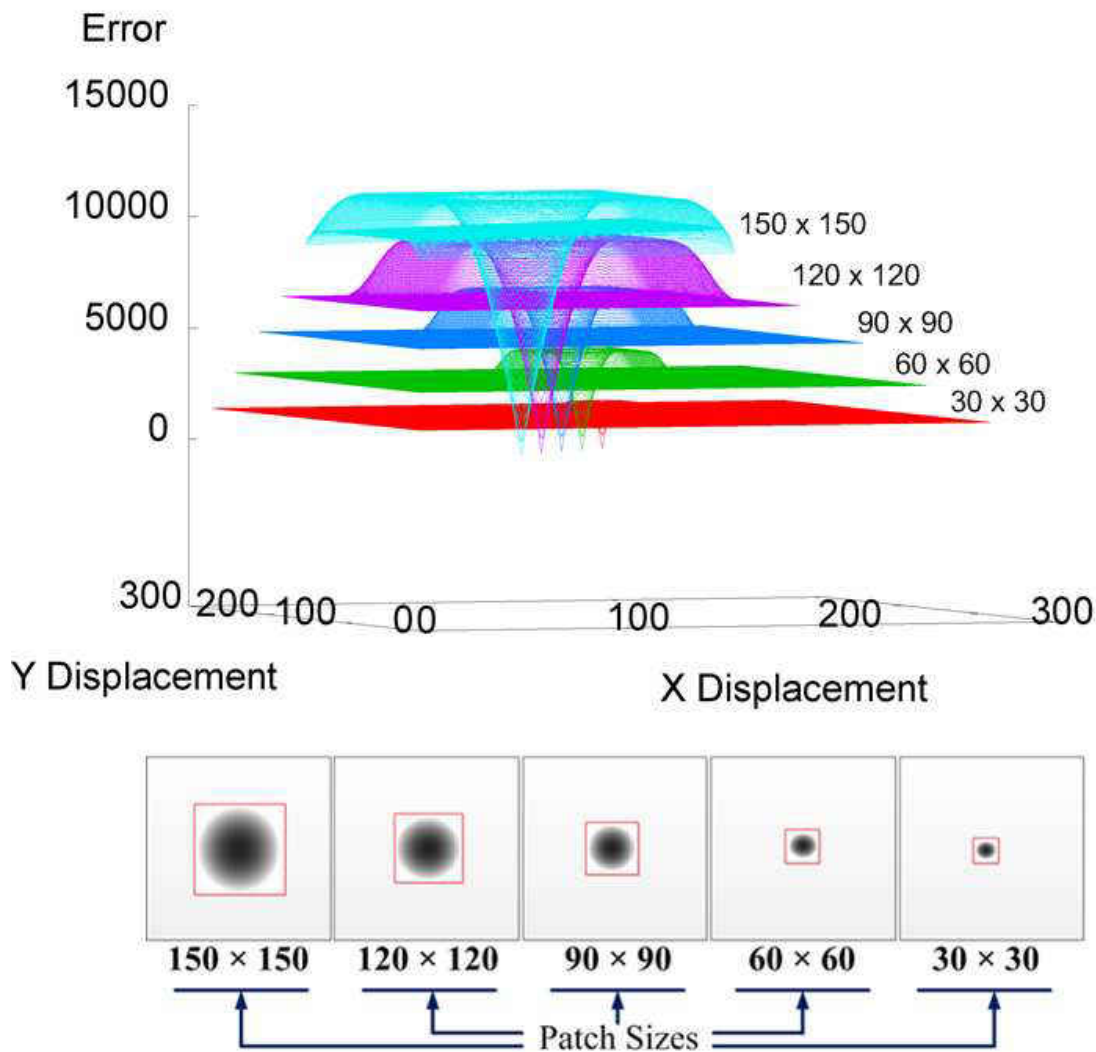 Error
15000
10000
5000
0
150 x 150
120 x 120
90 x 90
60 x 60
30 x 30
300 200 100 00 100 200 300
Y Displacement
X Displacement
150 × 150 120 × 120 90 × 90 60 × 60 30 × 30
Patch Sizes